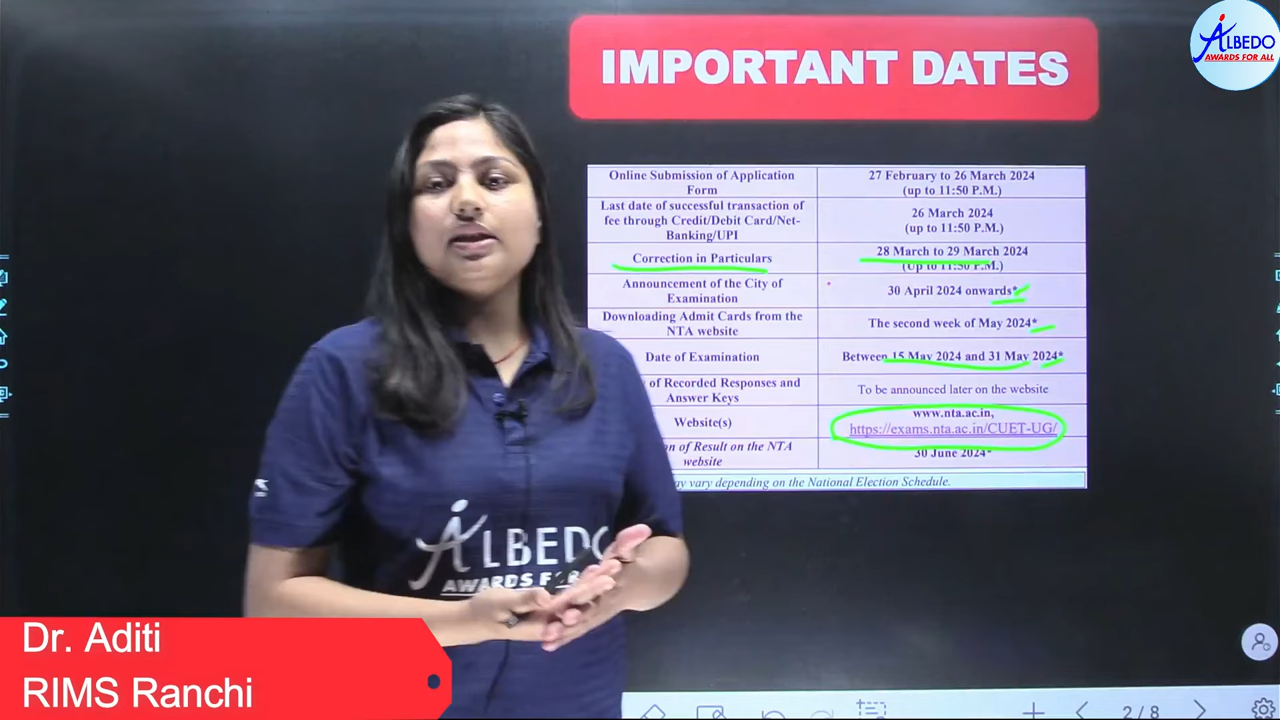 IMPORTANT DATES
ALBEDO
AWARDS FOR ALL
Online Submission of Application
Form
27 February to 26 March 2024
(up to 11:50 P.M.)
Last date of successful transaction of
fee through Credit/Debit Card/Net-
Banking/UPI
26 March 2024
(up to 11:50 P.M.)
Correction in Particulars
28 March to 29 March 2024
(Up to 11:50 P.M.)
Announcement of the City of
Examination
30 April 2024 onwards*
Downloading Admit Cards from the
NTA website
The second week of May 2024*
Date of Examination
Between 15 May 2024 and 31 May 2024*
of Recorded Responses and
Answer Keys
To be announced later on the website
Website(s)
www.nta.ac.in,
https://exams.nta.ac.in/CUET-UG/
of Result on the NTA
website
30 June 2024*
vary depending on the National Election Schedule.
ALBEDO
AWARDS FOR
Dr. Aditi
RIMS Ranchi
2/8